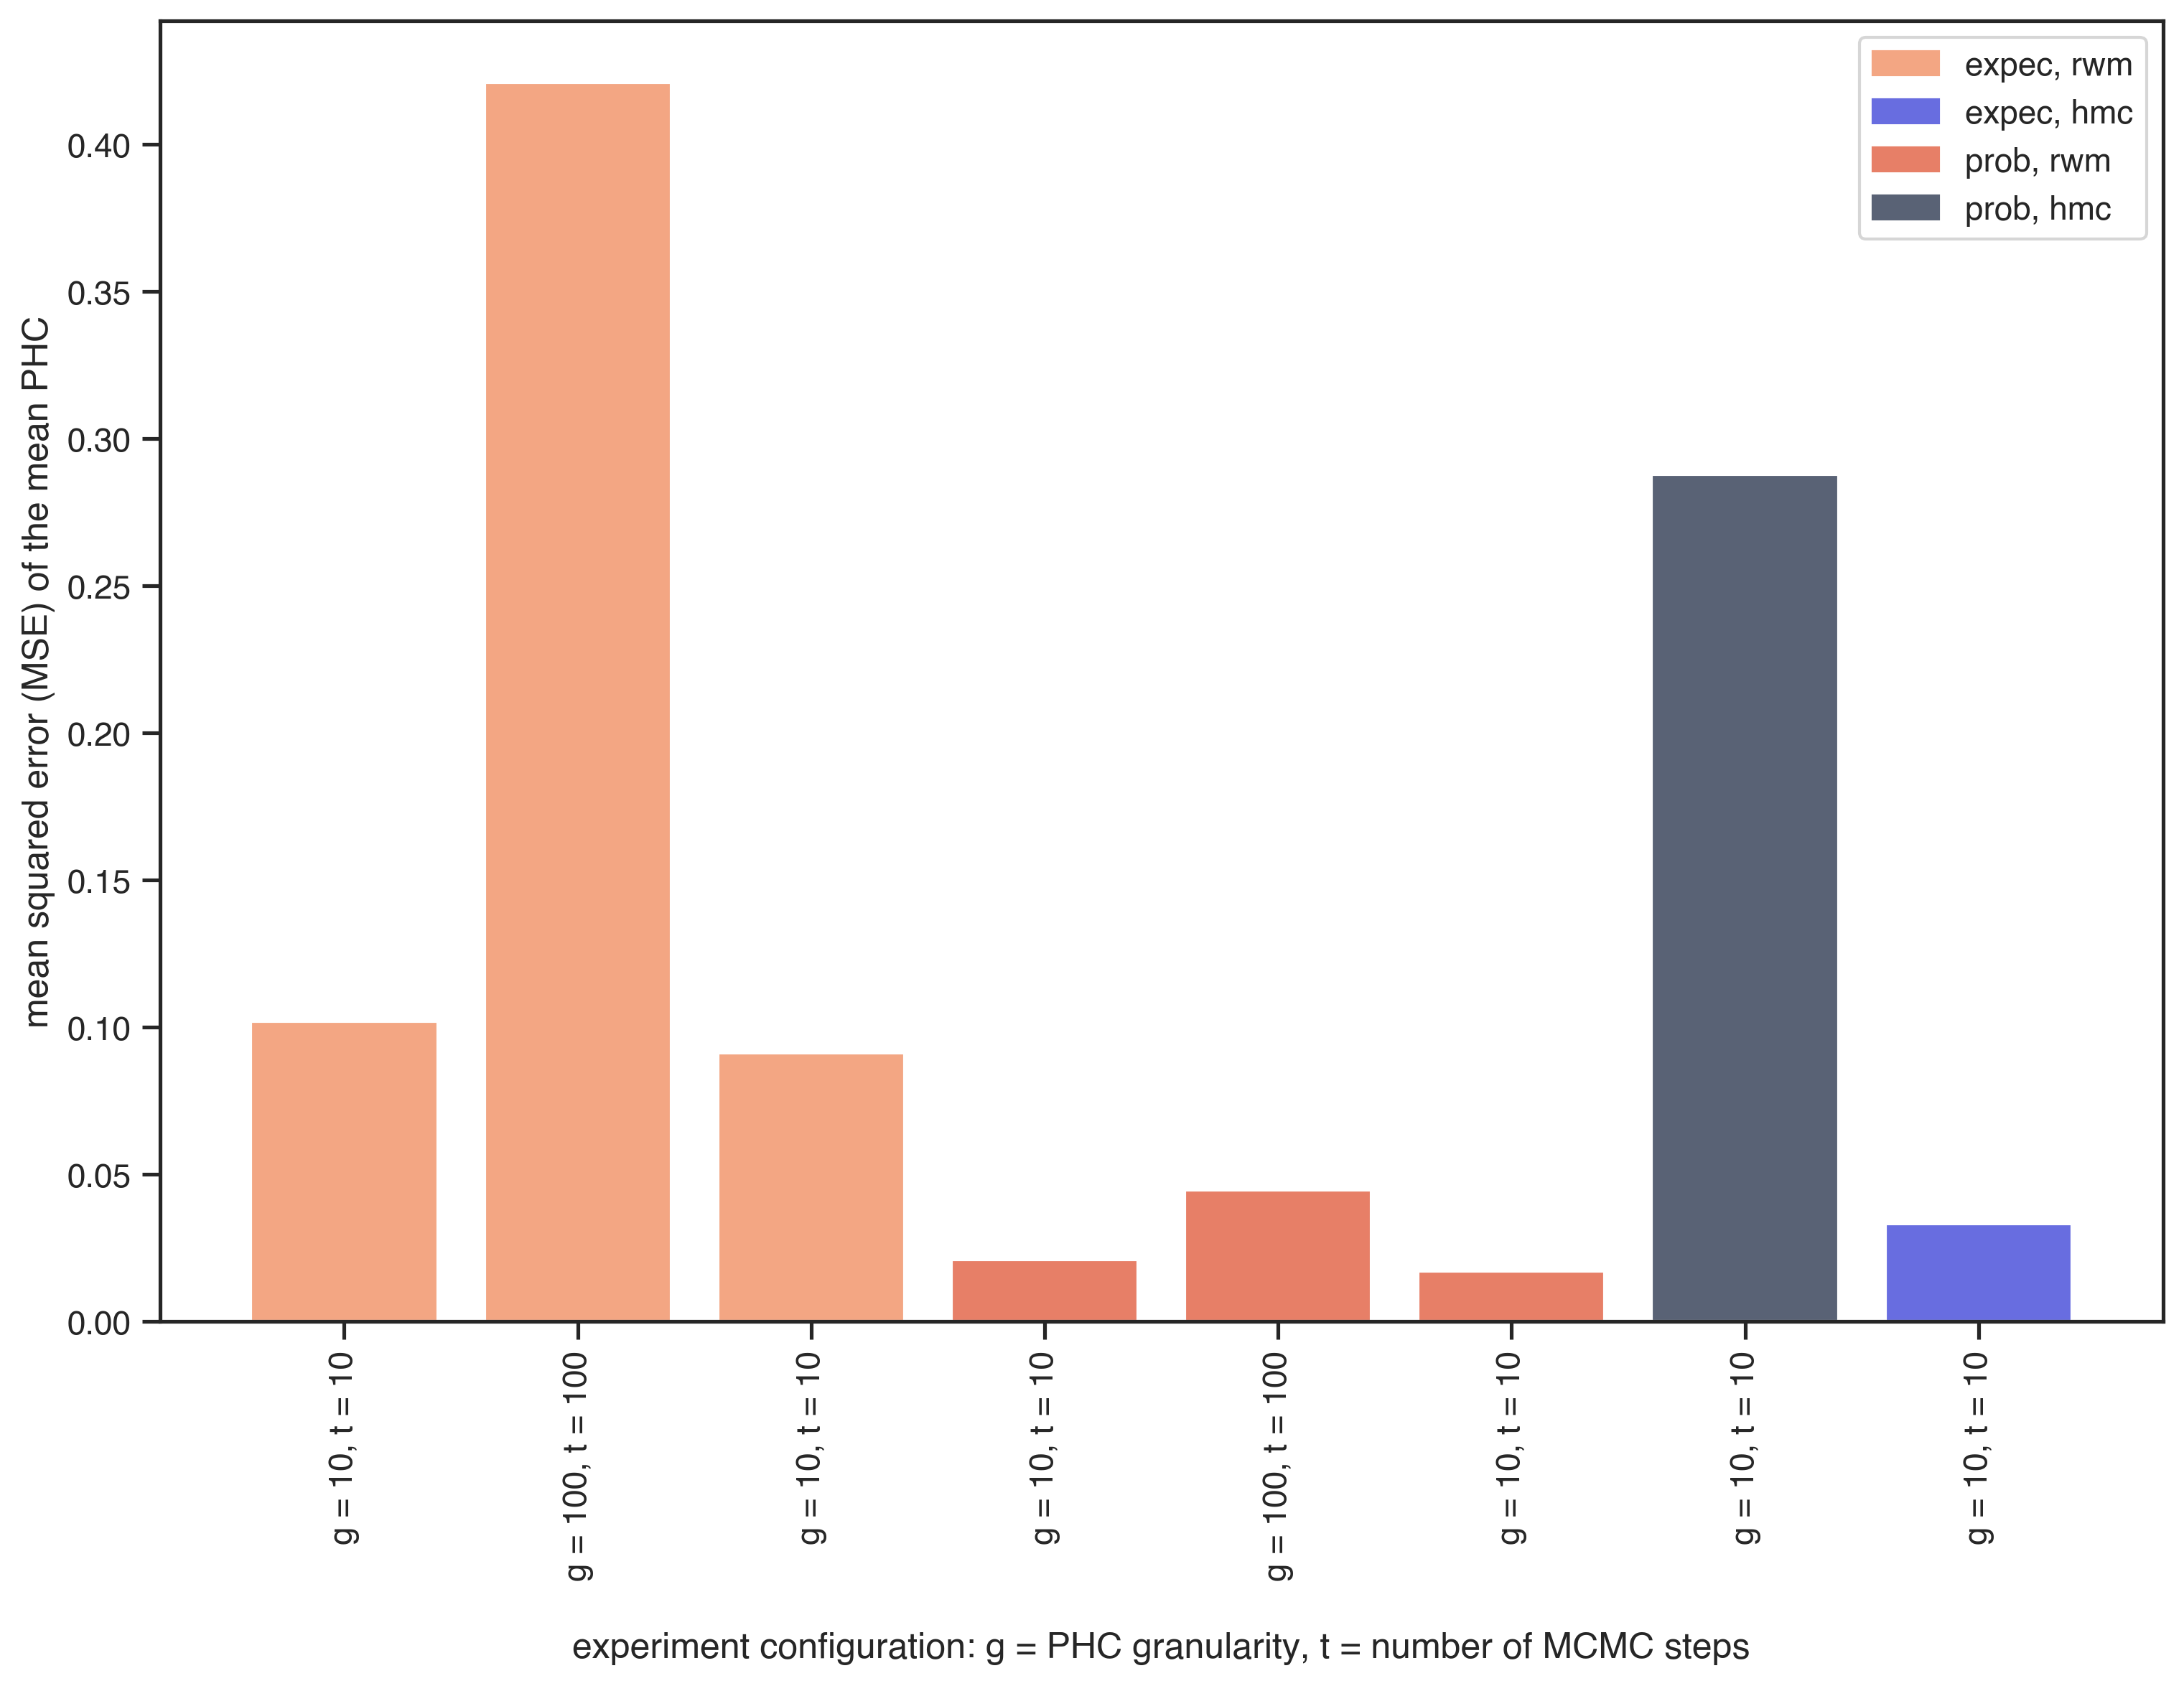 expec, rwm
expec, hmc
prob, rwm
prob, hmc
mean squared error (MSE) of the mean PHC
0.40
0.35
0.30
0.25
0.20
0.15
0.10
0.05
0.00
g = 10, t = 10
g = 100, t = 100
g = 10, t = 10
g = 10, t = 10
g = 100, t = 100
g = 10, t = 10
g = 10, t = 10
g = 10, t = 10
experiment configuration: g = PHC granularity, t = number of MCMC steps